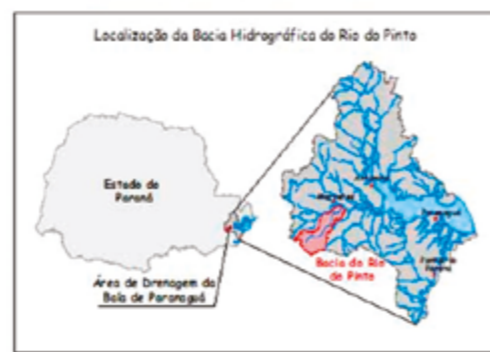 Localização da Bacia Hidrográfica do Rio do Pinto
Estado do
Paraná
Área de Drenagem da
Baía de Paranaguá
Bacia do Rio
do Pinto